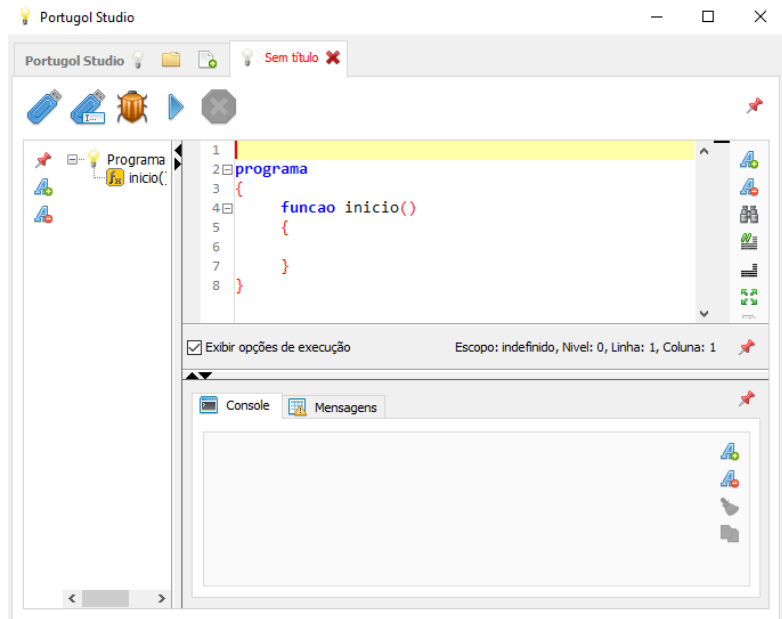 Portugol Studio
Portugol Studio
Sem título
I...
Programa
fx inicio(
1
2 programa
3 {
4 funcao inicio()
5 {
6
7 }
8 }
Exibir opções de execução
Escopo: indefinido, Nivel: 0, Linha: 1, Coluna: 1
Console
Mensagens